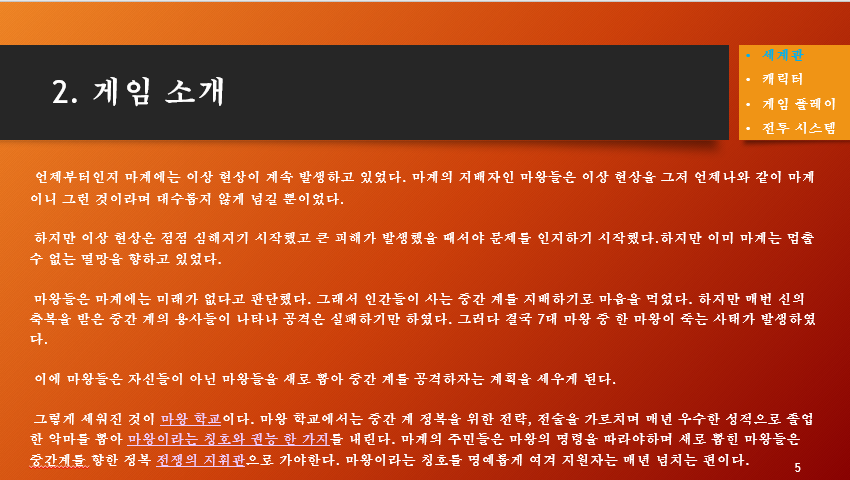 2. 게임 소개
• 세계관
• 캐릭터
• 게임 플레이
• 전투 시스템
언제부터인지 마계에는 이상 현상이 계속 발생하고 있었다. 마계의 지배자인 마왕들은 이상 현상을 그저 언제나와 같이 마계
이니 그런 것이라며 대수롭지 않게 넘길 뿐이었다.
하지만 이상 현상은 점점 심해지기 시작했고 큰 피해가 발생했을 때서야 문제를 인지하기 시작했다.하지만 이미 마계는 멈출
수 없는 멸망을 향하고 있었다.
마왕들은 마계에는 미래가 없다고 판단했다. 그래서 인간들이 사는 중간 계를 지배하기로 마음을 먹었다. 하지만 매번 신의
축복을 받은 중간 계의 용사들이 나타나 공격은 실패하기만 하였다. 그러다 결국 7대 마왕 중 한 마왕이 죽는 사태가 발생하였
다.
이에 마왕들은 자신들이 아닌 마왕들을 새로 뽑아 중간 계를 공격하자는 계획을 세우게 된다.
그렇게 세워진 것이 마왕 학교이다. 마왕 학교에서는 중간 계 정복을 위한 전략, 전술을 가르치며 매년 우수한 성적으로 졸업
한 악마를 뽑아 마왕이라는 칭호와 권능 한 가지를 내린다. 마계의 주민들은 마왕의 명령을 따라야하며 새로 뽑힌 마왕들은
중간계를 향한 정복 전쟁의 지휘관으로 가야한다. 마왕이라는 칭호를 명예롭게 여겨 지원자는 매년 넘치는 편이다.
5